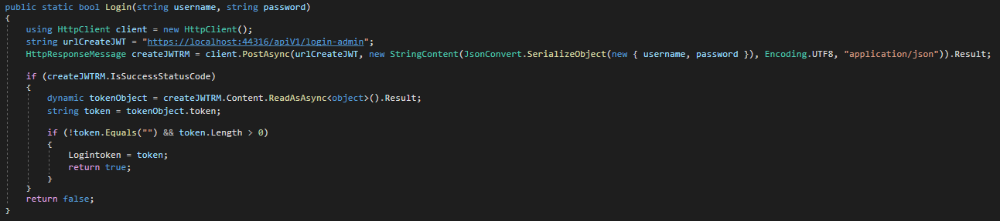 public static bool Login(string username, string password)
{
using HttpClient client = new HttpClient();
string urlCreateJWT = "https://localhost:44316/apiV1/login-admin";
HttpResponseMessage createJWTRM = client.PostAsync(urlCreateJWT, new StringContent(JsonConvert.SerializeObject(new { username, password }), Encoding.UTF8, "application/json")).Result;
if (createJWTRM.IsSuccessStatusCode)
{
dynamic tokenObject = createJWTRM.Content.ReadAsAsync<object>().Result;
string token = tokenObject.token;
if (!token.Equals("") && token.Length > 0)
{
Logintoken = token;
return true;
}
}
return false;
}